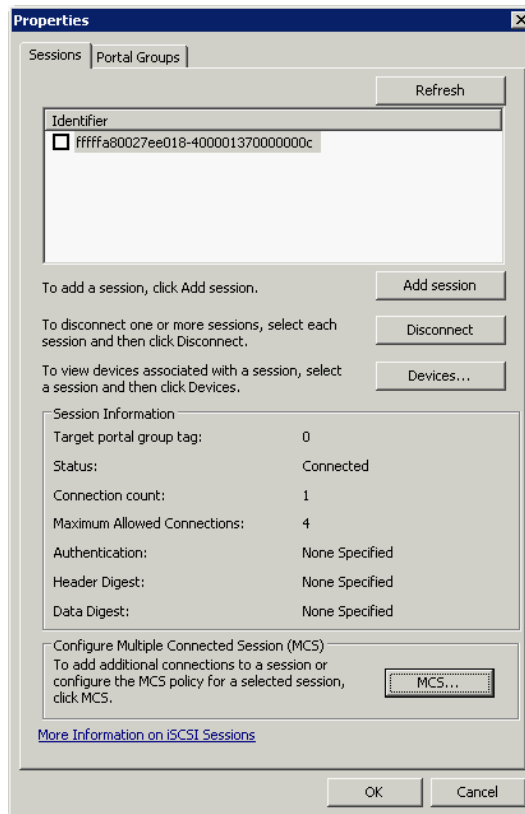 Properties
Sessions
Portal Groups
Refresh
Identifier
fffffa80027ee018-400001370000000c
To add a session, click Add session.
Add session
To disconnect one or more sessions, select each
session and then click Disconnect.
Disconnect
To view devices associated with a session, select
a session and then click Devices.
Devices...
Session Information
Target portal group tag: 0
Status: Connected
Connection count: 1
Maximum Allowed Connections: 4
Authentication: None Specified
Header Digest: None Specified
Data Digest: None Specified
Configure Multiple Connected Session (MCS)
To add additional connections to a session or
configure the MCS policy for a selected session,
click MCS.
MCS...
More Information on iSCSI Sessions
OK
Cancel